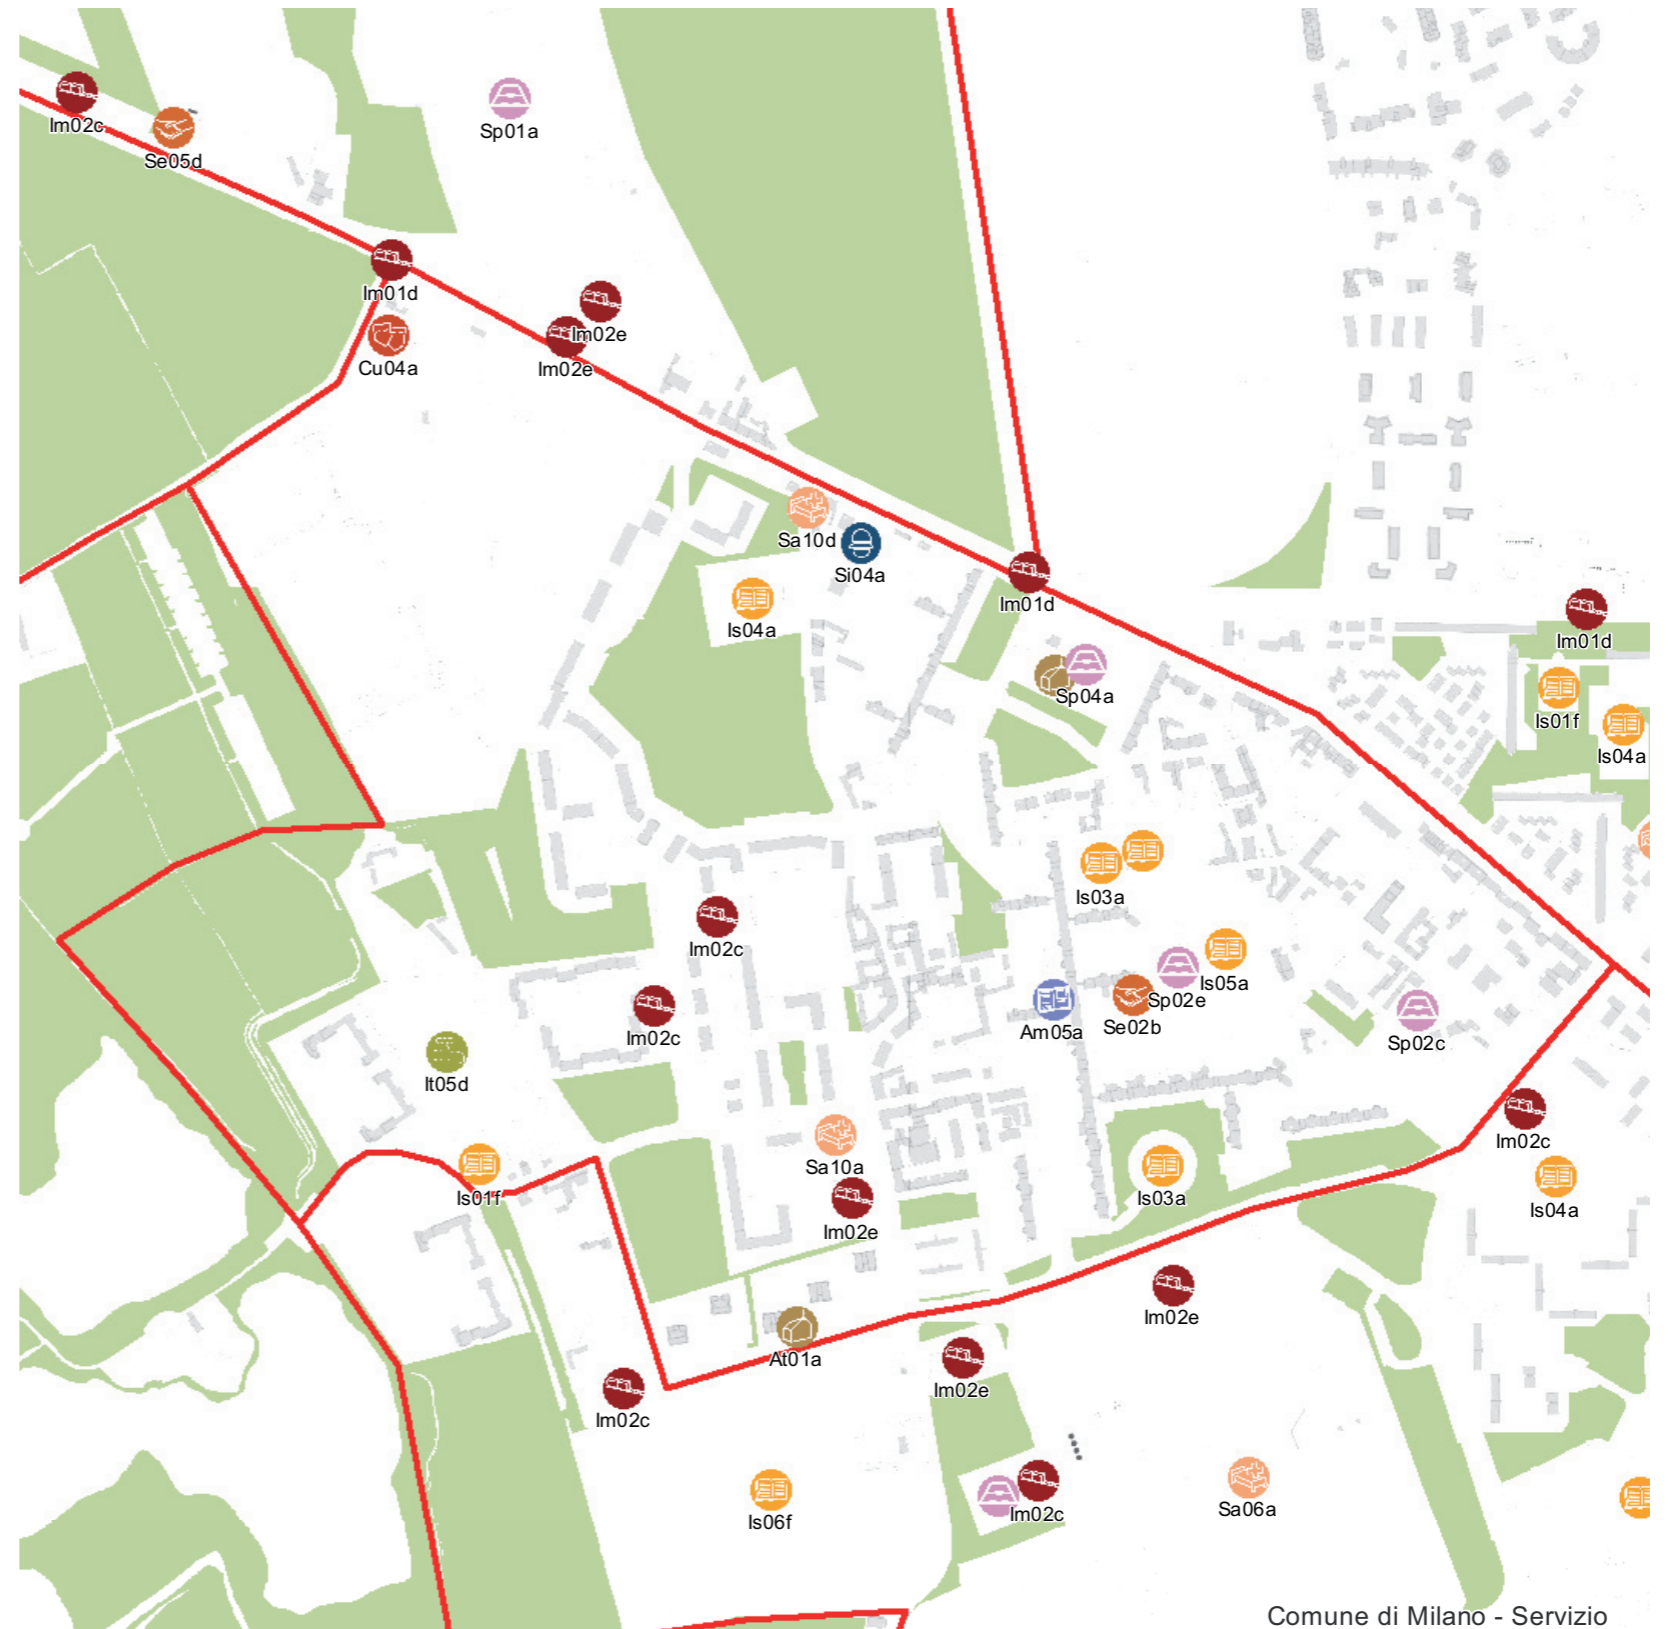 Im02c
Sp01a
Se05d
Im01d
Im02e
Im02e
Cu04a
Sa10d
Si04a
Im01d
Is04a
Im01d
Sp04a
Is01f
Is04a
Is03a
Im02c
Is05a
Sp02e
Im02c
Am05a
Se02b
Sp02c
It05d
Im02c
Sa10a
Is01f
Is03a
Is04a
Im02e
Im02e
At01a
Im02e
Im02c
Im02c
Sa06a
Is06f
Comune di Milano - Servizio